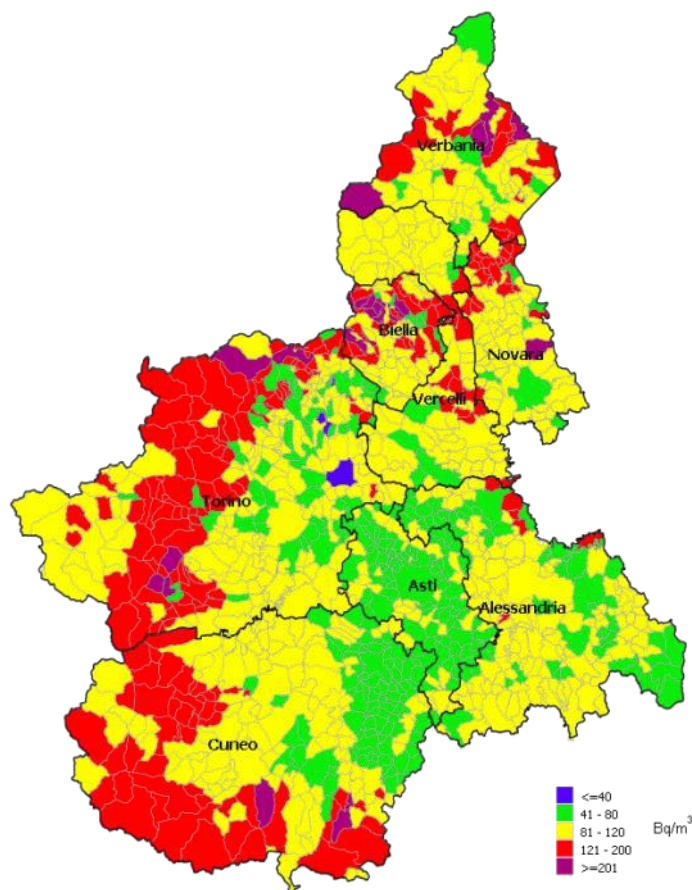 Verbania
Biella
Novara
Vercelli
Torino
Asti
Alessandria
Cuneo
<=40
41 - 80
81 - 120
121 - 200
>=201
Bq/m³